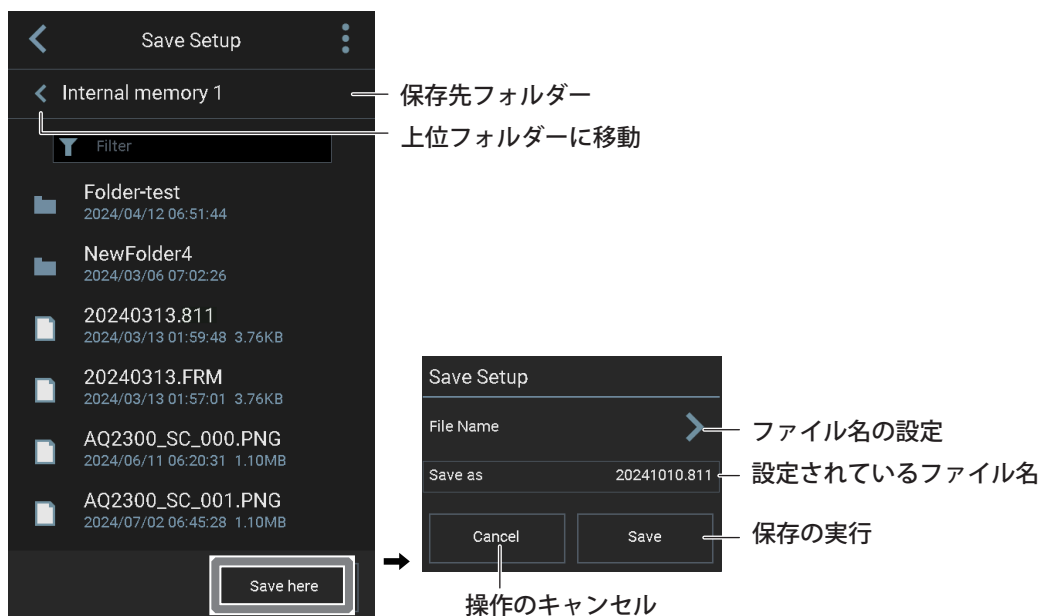 Save Setup
Internal memory 1
保存先フォルダー
上位フォルダーに移動
Filter
Folder-test
2024/04/12 06:51:44
NewFolder4
2024/03/06 07:02:26
20240313.811
2024/03/13 01:59:48 3.76KB
20240313.FRM
2024/03/13 01:57:01 3.76KB
AQ2300_SC_000.PNG
2024/06/11 06:20:31 1.10MB
AQ2300_SC_001.PNG
2024/07/02 06:45:28 1.10MB
Save here
Save Setup
File Name
ファイル名の設定
Save as 20241010.811
設定されているファイル名
Cancel Save
保存の実行
操作のキャンセル